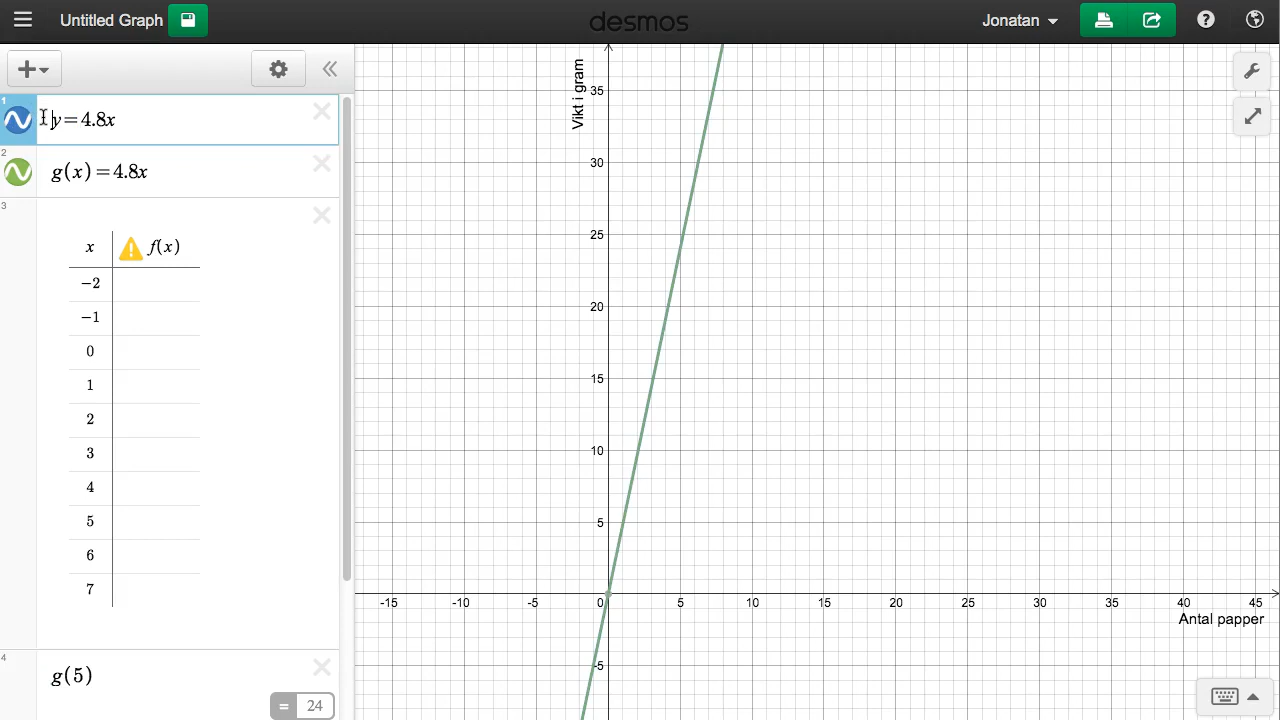 Untitled Graph
desmos
Jonatan
1
y=4.8x
2
g(x)=4.8x
3
x f(x)
−2
−1
0
1
2
3
4
5
6
7
4
g(5)
= 24
Vikt i gram
35
30
25
20
15
10
5
-15 -10 -5 0 5 10 15 20 25 30 35 40 45
Antal papper
-5